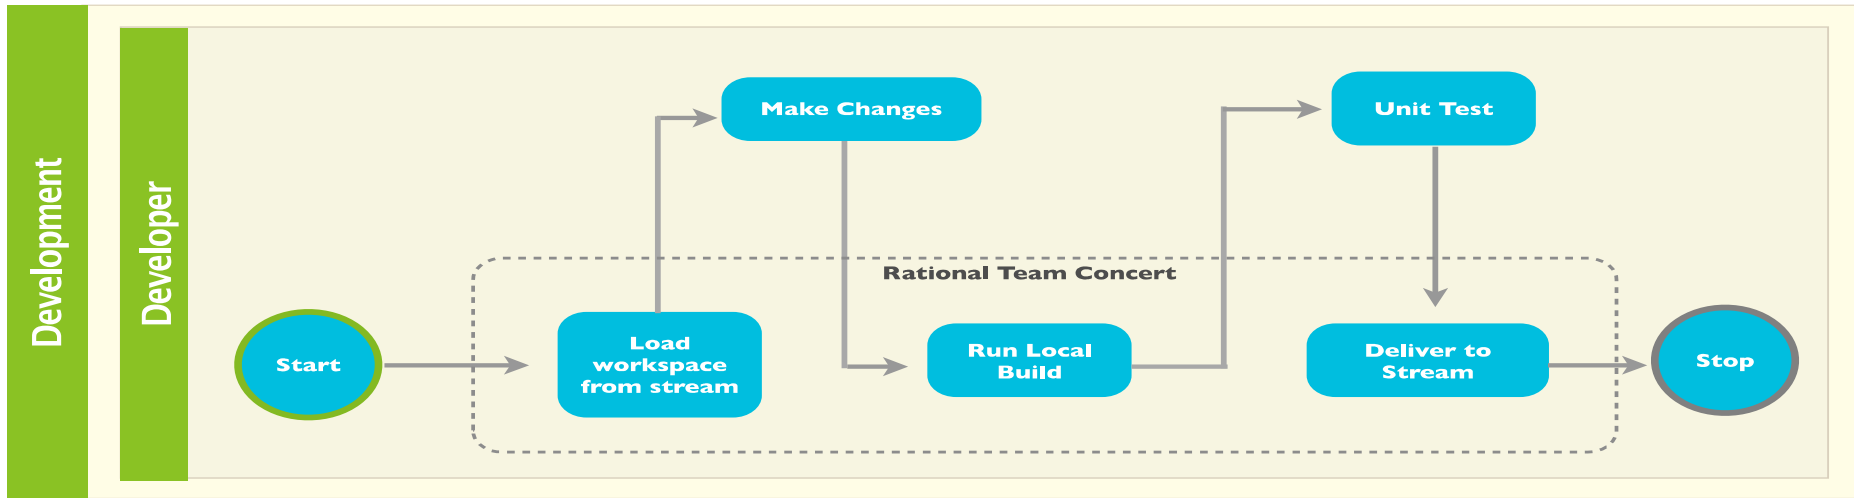 Development
Developer
Make Changes
Unit Test
Rational Team Concert
Start
Load
workspace
from stream
Run Local
Build
Deliver to
Stream
Stop